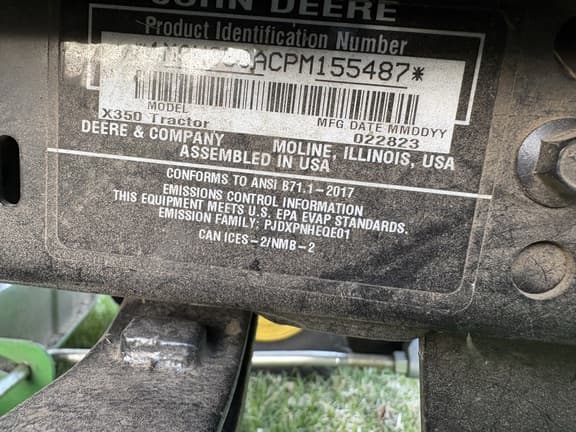 JOHN DEERE
Product Identification Number
ACPM155487*
MODEL
X350 Tractor
MFG DATE MMDDYY
022823
DEERE & COMPANY MOLINE, ILLINOIS, USA
ASSEMBLED IN USA
CONFORMS TO ANSI B71.1-2017
EMISSIONS CONTROL INFORMATION
THIS EQUIPMENT MEETS U.S. EPA EVAP STANDARDS.
EMISSION FAMILY: PJDXPNHEQE01
CAN ICES-2/NMB-2